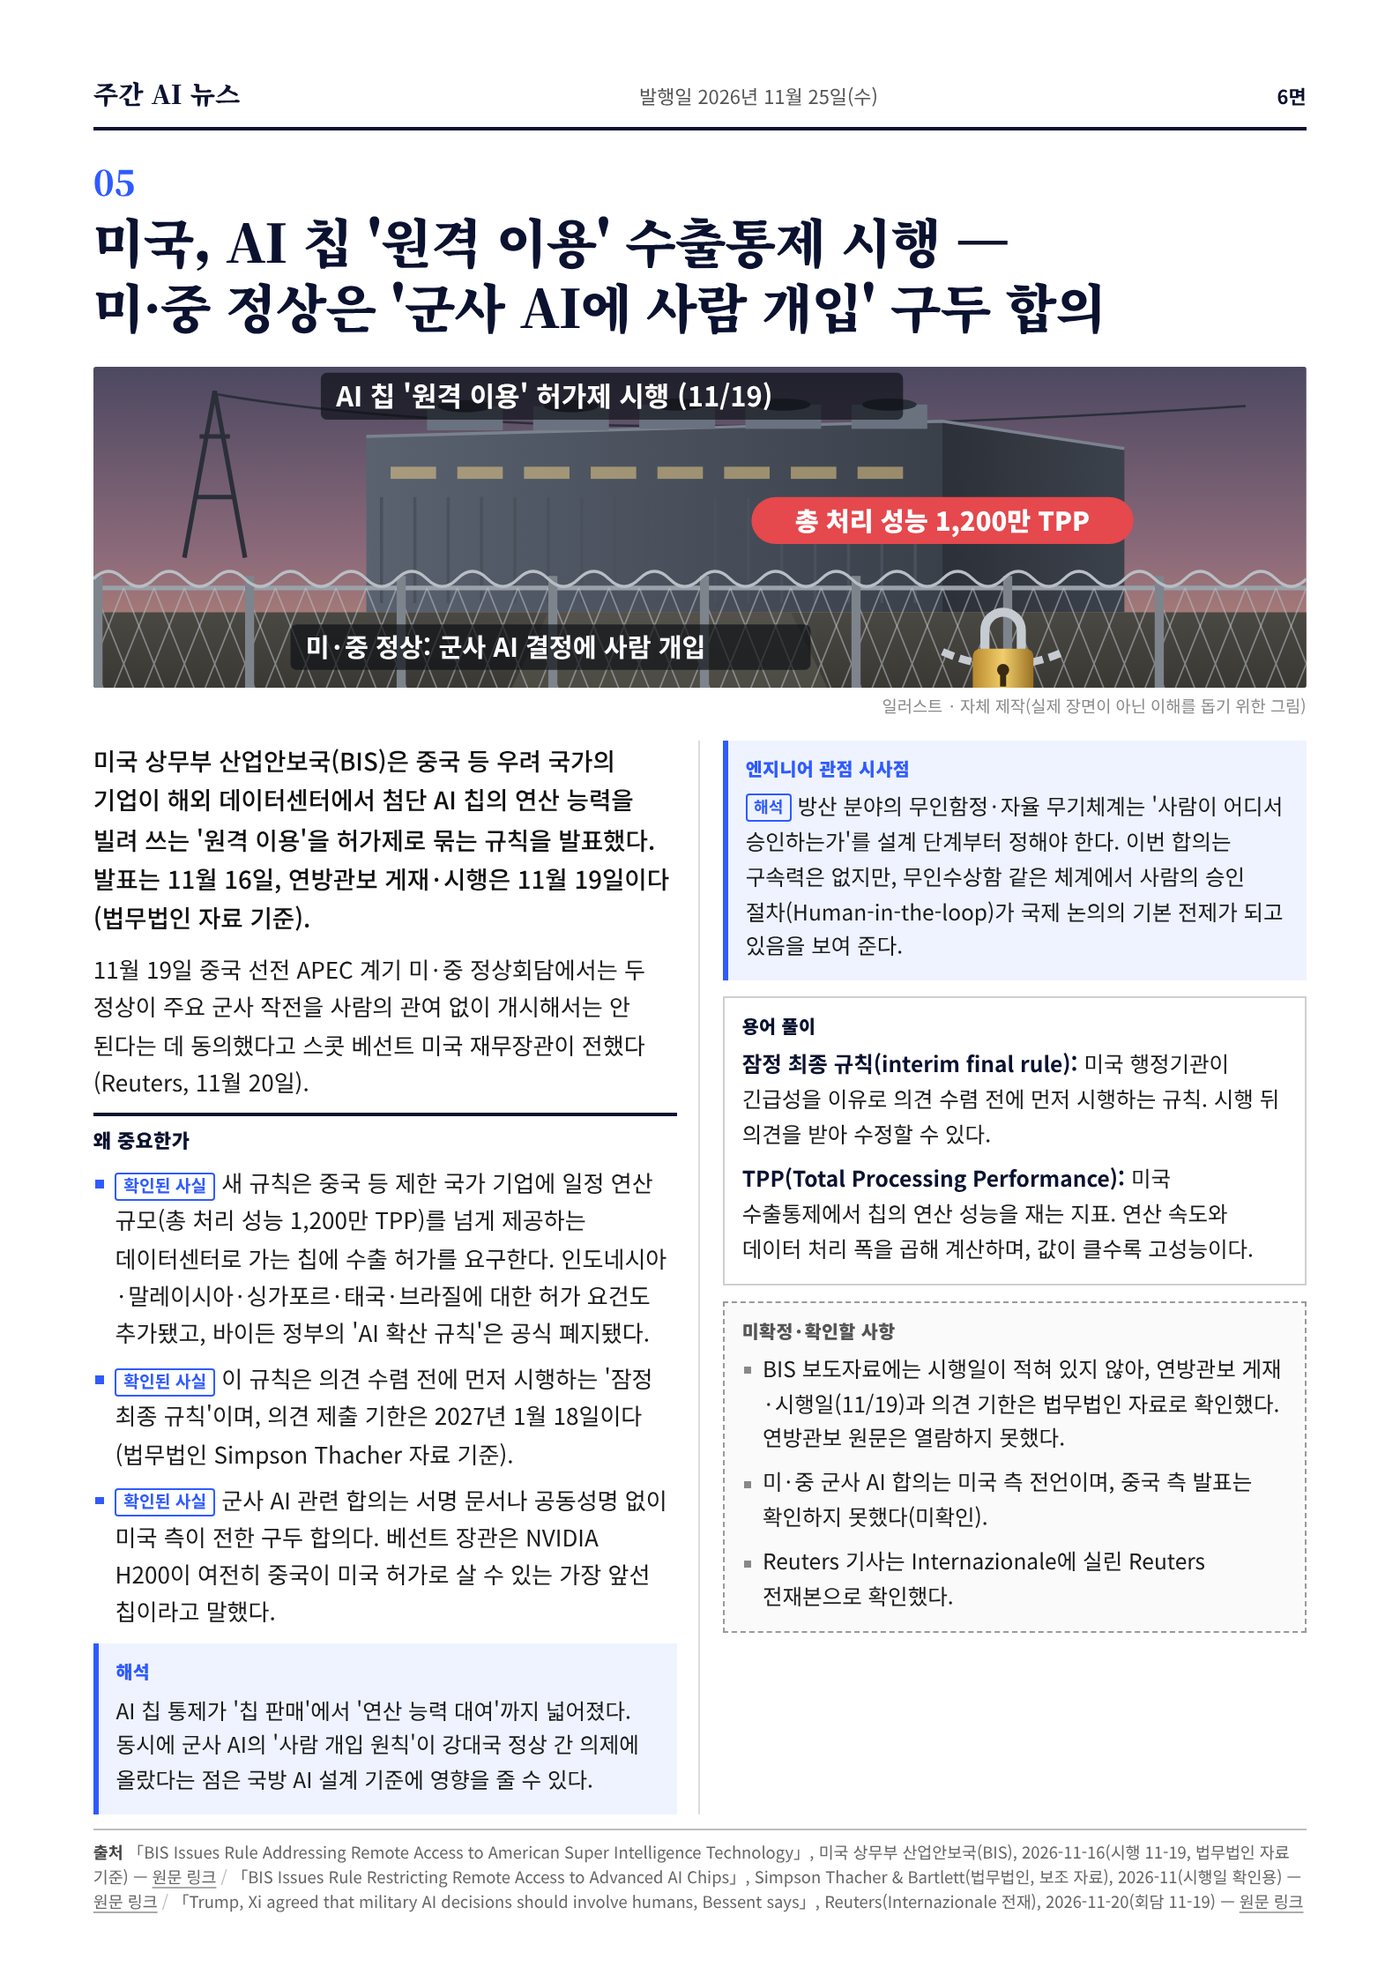 주간 AI 뉴스
발행일 2026년 11월 25일(수)
6면
05
미국, AI 칩 '원격 이용' 수출통제 시행 —
미·중 정상은 '군사 AI에 사람 개입' 구두 합의
AI 칩 '원격 이용' 허가제 시행 (11/19)
총 처리 성능 1,200만 TPP
미·중 정상: 군사 AI 결정에 사람 개입
일러스트 · 자체 제작(실제 장면이 아닌 이해를 돕기 위한 그림)
미국 상무부 산업안보국(BIS)은 중국 등 우려 국가의
기업이 해외 데이터센터에서 첨단 AI 칩의 연산 능력을
빌려 쓰는 '원격 이용'을 허가제로 묶는 규칙을 발표했다.
발표는 11월 16일, 연방관보 게재·시행은 11월 19일이다
(법무법인 자료 기준).
11월 19일 중국 선전 APEC 계기 미·중 정상회담에서는 두
정상이 주요 군사 작전을 사람의 관여 없이 개시해서는 안
된다는 데 동의했다고 스콧 베선트 미국 재무장관이 전했다
(Reuters, 11월 20일).
왜 중요한가
확인된 사실 새 규칙은 중국 등 제한 국가 기업에 일정 연산
규모(총 처리 성능 1,200만 TPP)를 넘게 제공하는
데이터센터로 가는 칩에 수출 허가를 요구한다. 인도네시아
·말레이시아·싱가포르·태국·브라질에 대한 허가 요건도
추가됐고, 바이든 정부의 'AI 확산 규칙'은 공식 폐지됐다.
확인된 사실 이 규칙은 의견 수렴 전에 먼저 시행하는 '잠정
최종 규칙'이며, 의견 제출 기한은 2027년 1월 18일이다
(법무법인 Simpson Thacher 자료 기준).
확인된 사실 군사 AI 관련 합의는 서명 문서나 공동성명 없이
미국 측이 전한 구두 합의다. 베선트 장관은 NVIDIA
H200이 여전히 중국이 미국 허가로 살 수 있는 가장 앞선
칩이라고 말했다.
해석
AI 칩 통제가 '칩 판매'에서 '연산 능력 대여'까지 넓어졌다.
동시에 군사 AI의 '사람 개입 원칙'이 강대국 정상 간 의제에
올랐다는 점은 국방 AI 설계 기준에 영향을 줄 수 있다.
엔지니어 관점 시사점
해석 방산 분야의 무인함정·자율 무기체계는 '사람이 어디서
승인하는가'를 설계 단계부터 정해야 한다. 이번 합의는
구속력은 없지만, 무인수상함 같은 체계에서 사람의 승인
절차(Human-in-the-loop)가 국제 논의의 기본 전제가 되고
있음을 보여 준다.
용어 풀이
잠정 최종 규칙(interim final rule): 미국 행정기관이
긴급성을 이유로 의견 수렴 전에 먼저 시행하는 규칙. 시행 뒤
의견을 받아 수정할 수 있다.
TPP(Total Processing Performance): 미국
수출통제에서 칩의 연산 성능을 재는 지표. 연산 속도와
데이터 처리 폭을 곱해 계산하며, 값이 클수록 고성능이다.
미확정·확인할 사항
BIS 보도자료에는 시행일이 적혀 있지 않아, 연방관보 게재
·시행일(11/19)과 의견 기한은 법무법인 자료로 확인했다.
연방관보 원문은 열람하지 못했다.
미·중 군사 AI 합의는 미국 측 전언이며, 중국 측 발표는
확인하지 못했다(미확인).
Reuters 기사는 Internazionale에 실린 Reuters
전재본으로 확인했다.
출처 「BIS Issues Rule Addressing Remote Access to American Super Intelligence Technology」, 미국 상무부 산업안보국(BIS), 2026-11-16(시행 11-19, 법무법인 자료
기준) — 원문 링크 / 「BIS Issues Rule Restricting Remote Access to Advanced AI Chips」, Simpson Thacher & Bartlett(법무법인, 보조 자료), 2026-11(시행일 확인용) —
원문 링크 / 「Trump, Xi agreed that military AI decisions should involve humans, Bessent says」, Reuters(Internazionale 전재), 2026-11-20(회담 11-19) — 원문 링크